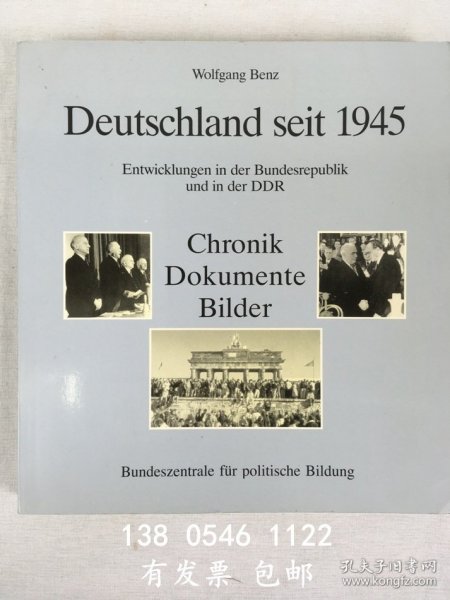 Wolfgang Benz
Deutschland seit 1945
Entwicklungen in der Bundesrepublik
und in der DDR
Chronik
Dokumente
Bilder
Bundeszentrale für politische Bildung
138 0546 1122
有发票 包邮
孔夫子旧书网
www.kongfz.com